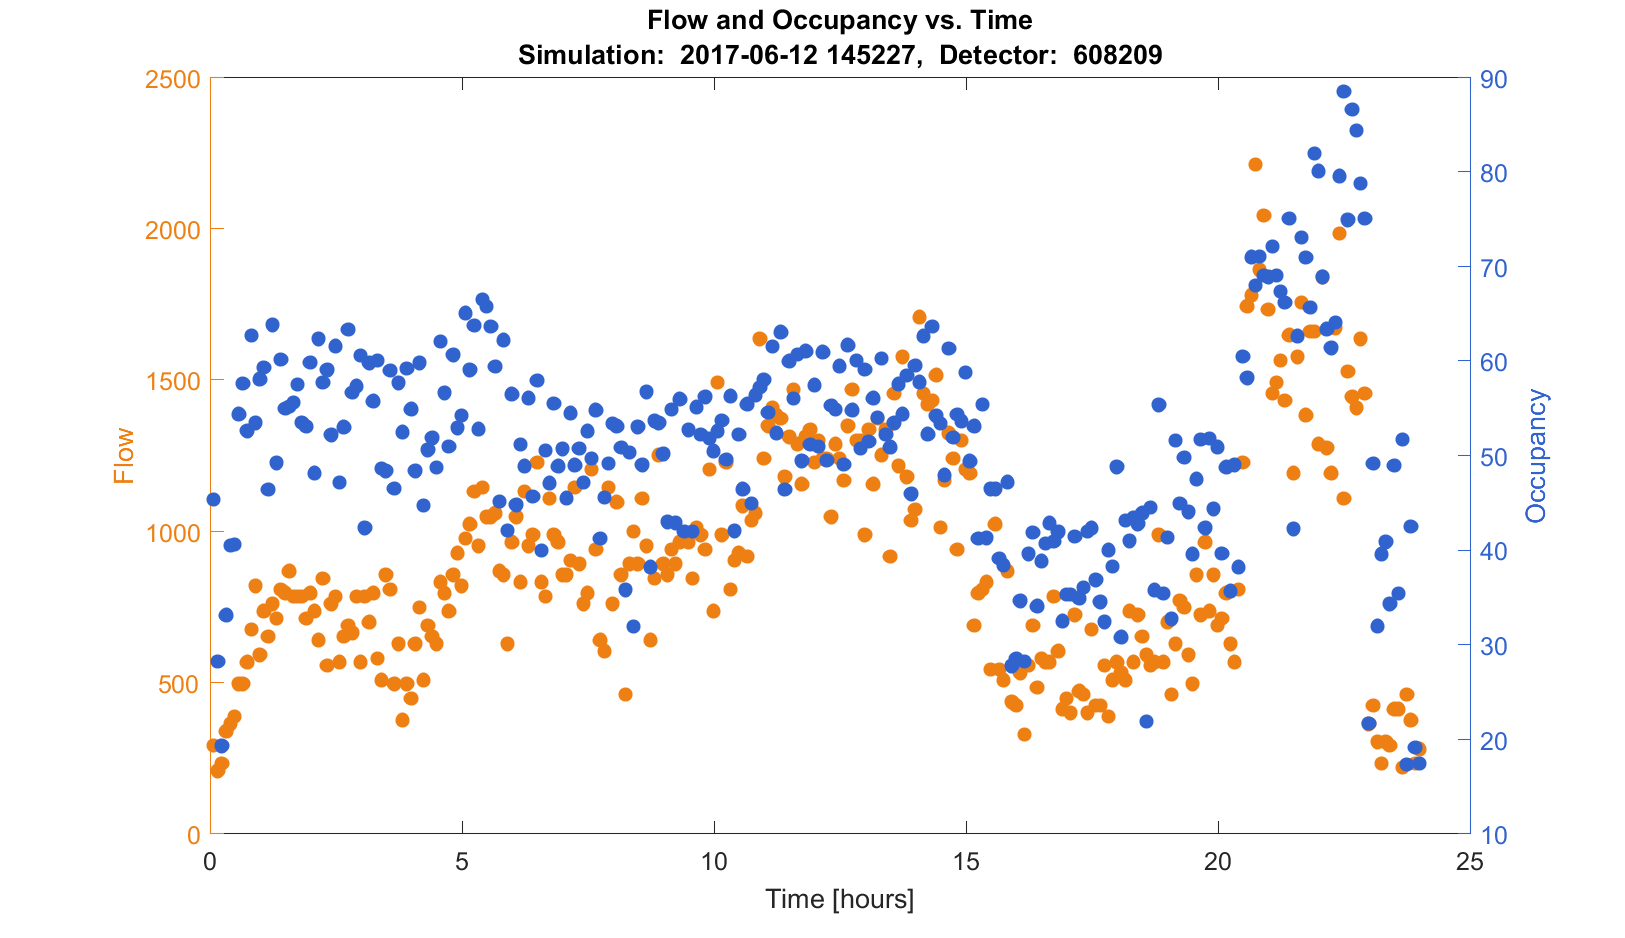 Flow and Occupancy vs. Time
Simulation:  2017-06-12 145227,  Detector:  608209
2500
2000
1500
1000
500
0
Flow
90
80
70
60
50
40
30
20
10
Occupancy
0 5 10 15 20 25
Time [hours]